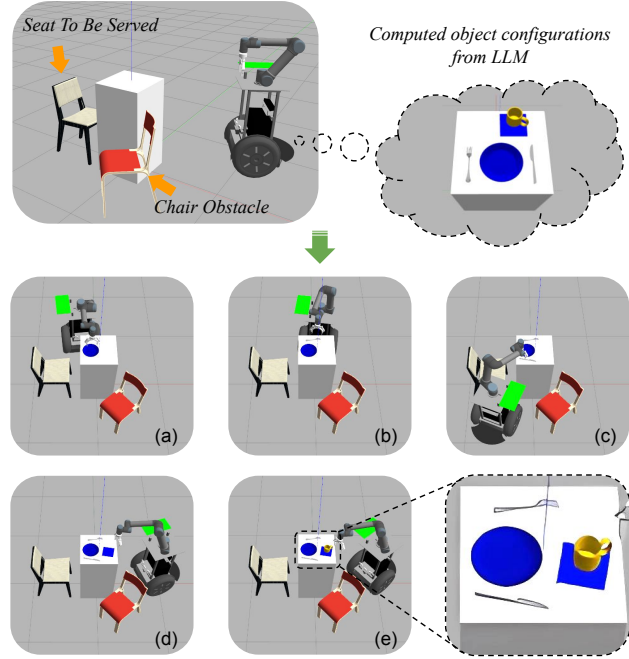 Seat To Be Served
Computed object configurations
from LLM
Chair Obstacle
(a)
(b)
(c)
(d)
(e)